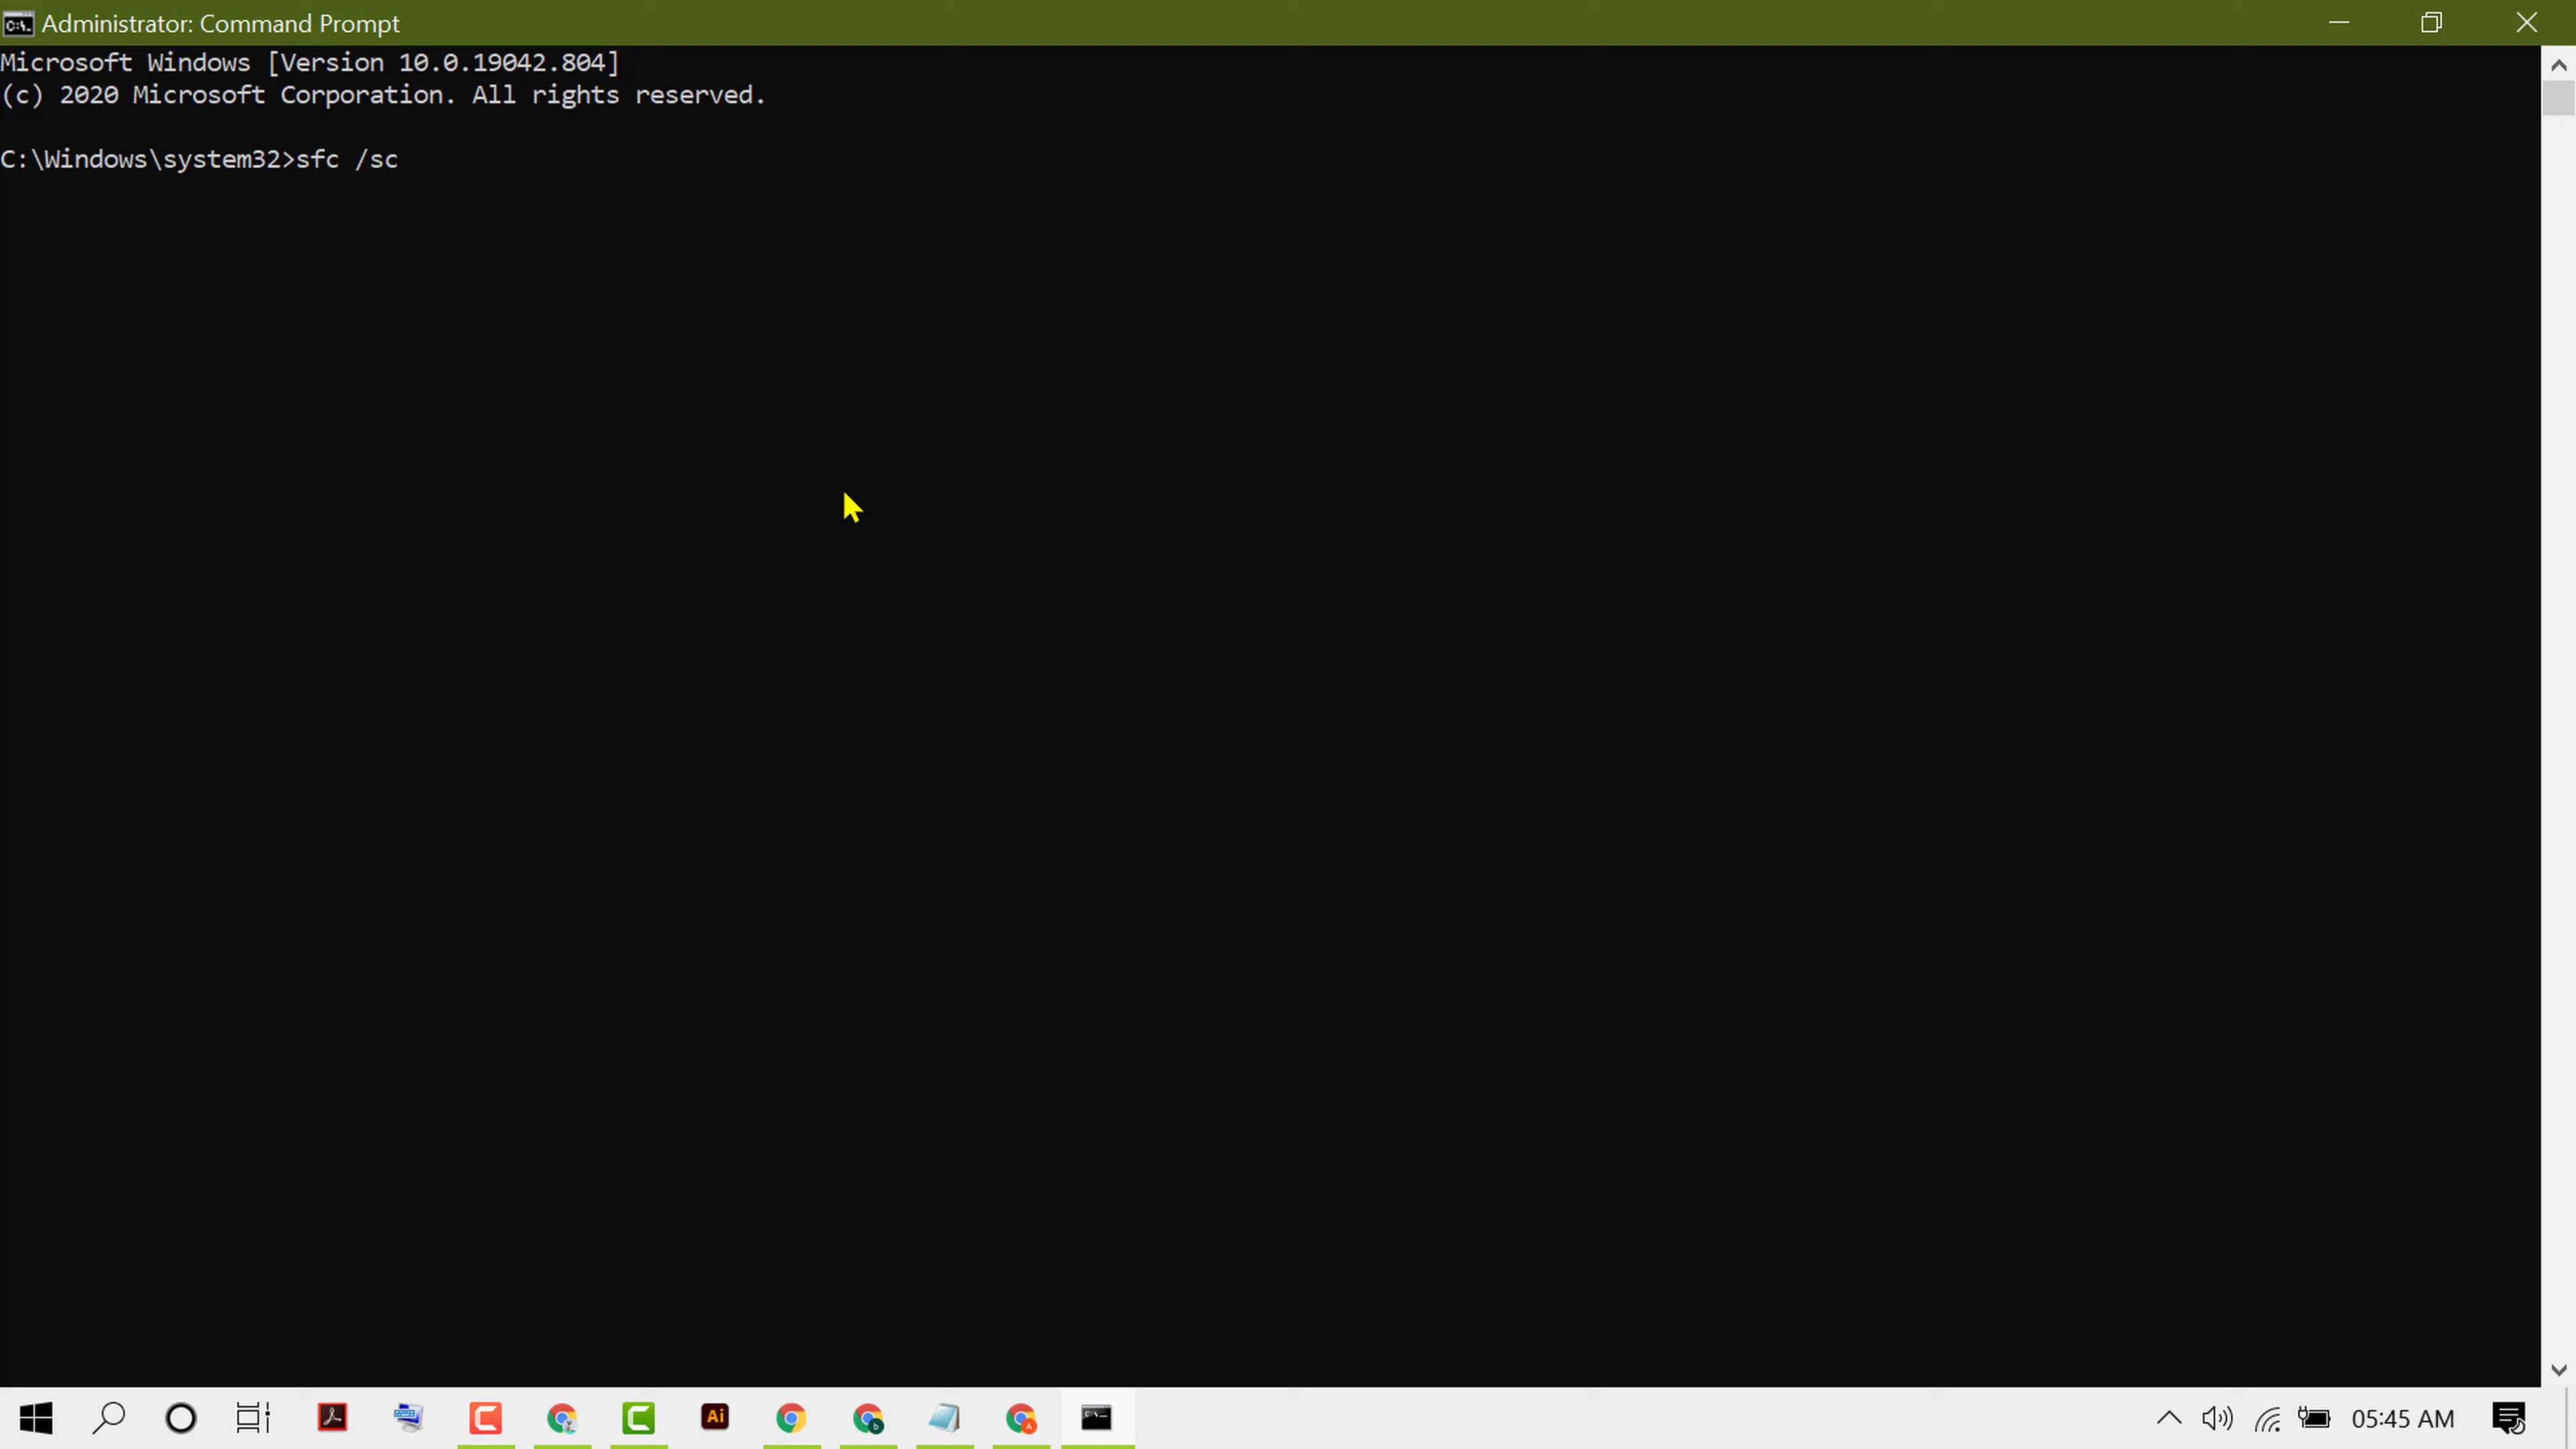 Administrator: Command Prompt
Microsoft Windows [Version 10.0.19042.804]
(c) 2020 Microsoft Corporation. All rights reserved.
C:\Windows\system32>sfc /sc
Ai
05:45 AM